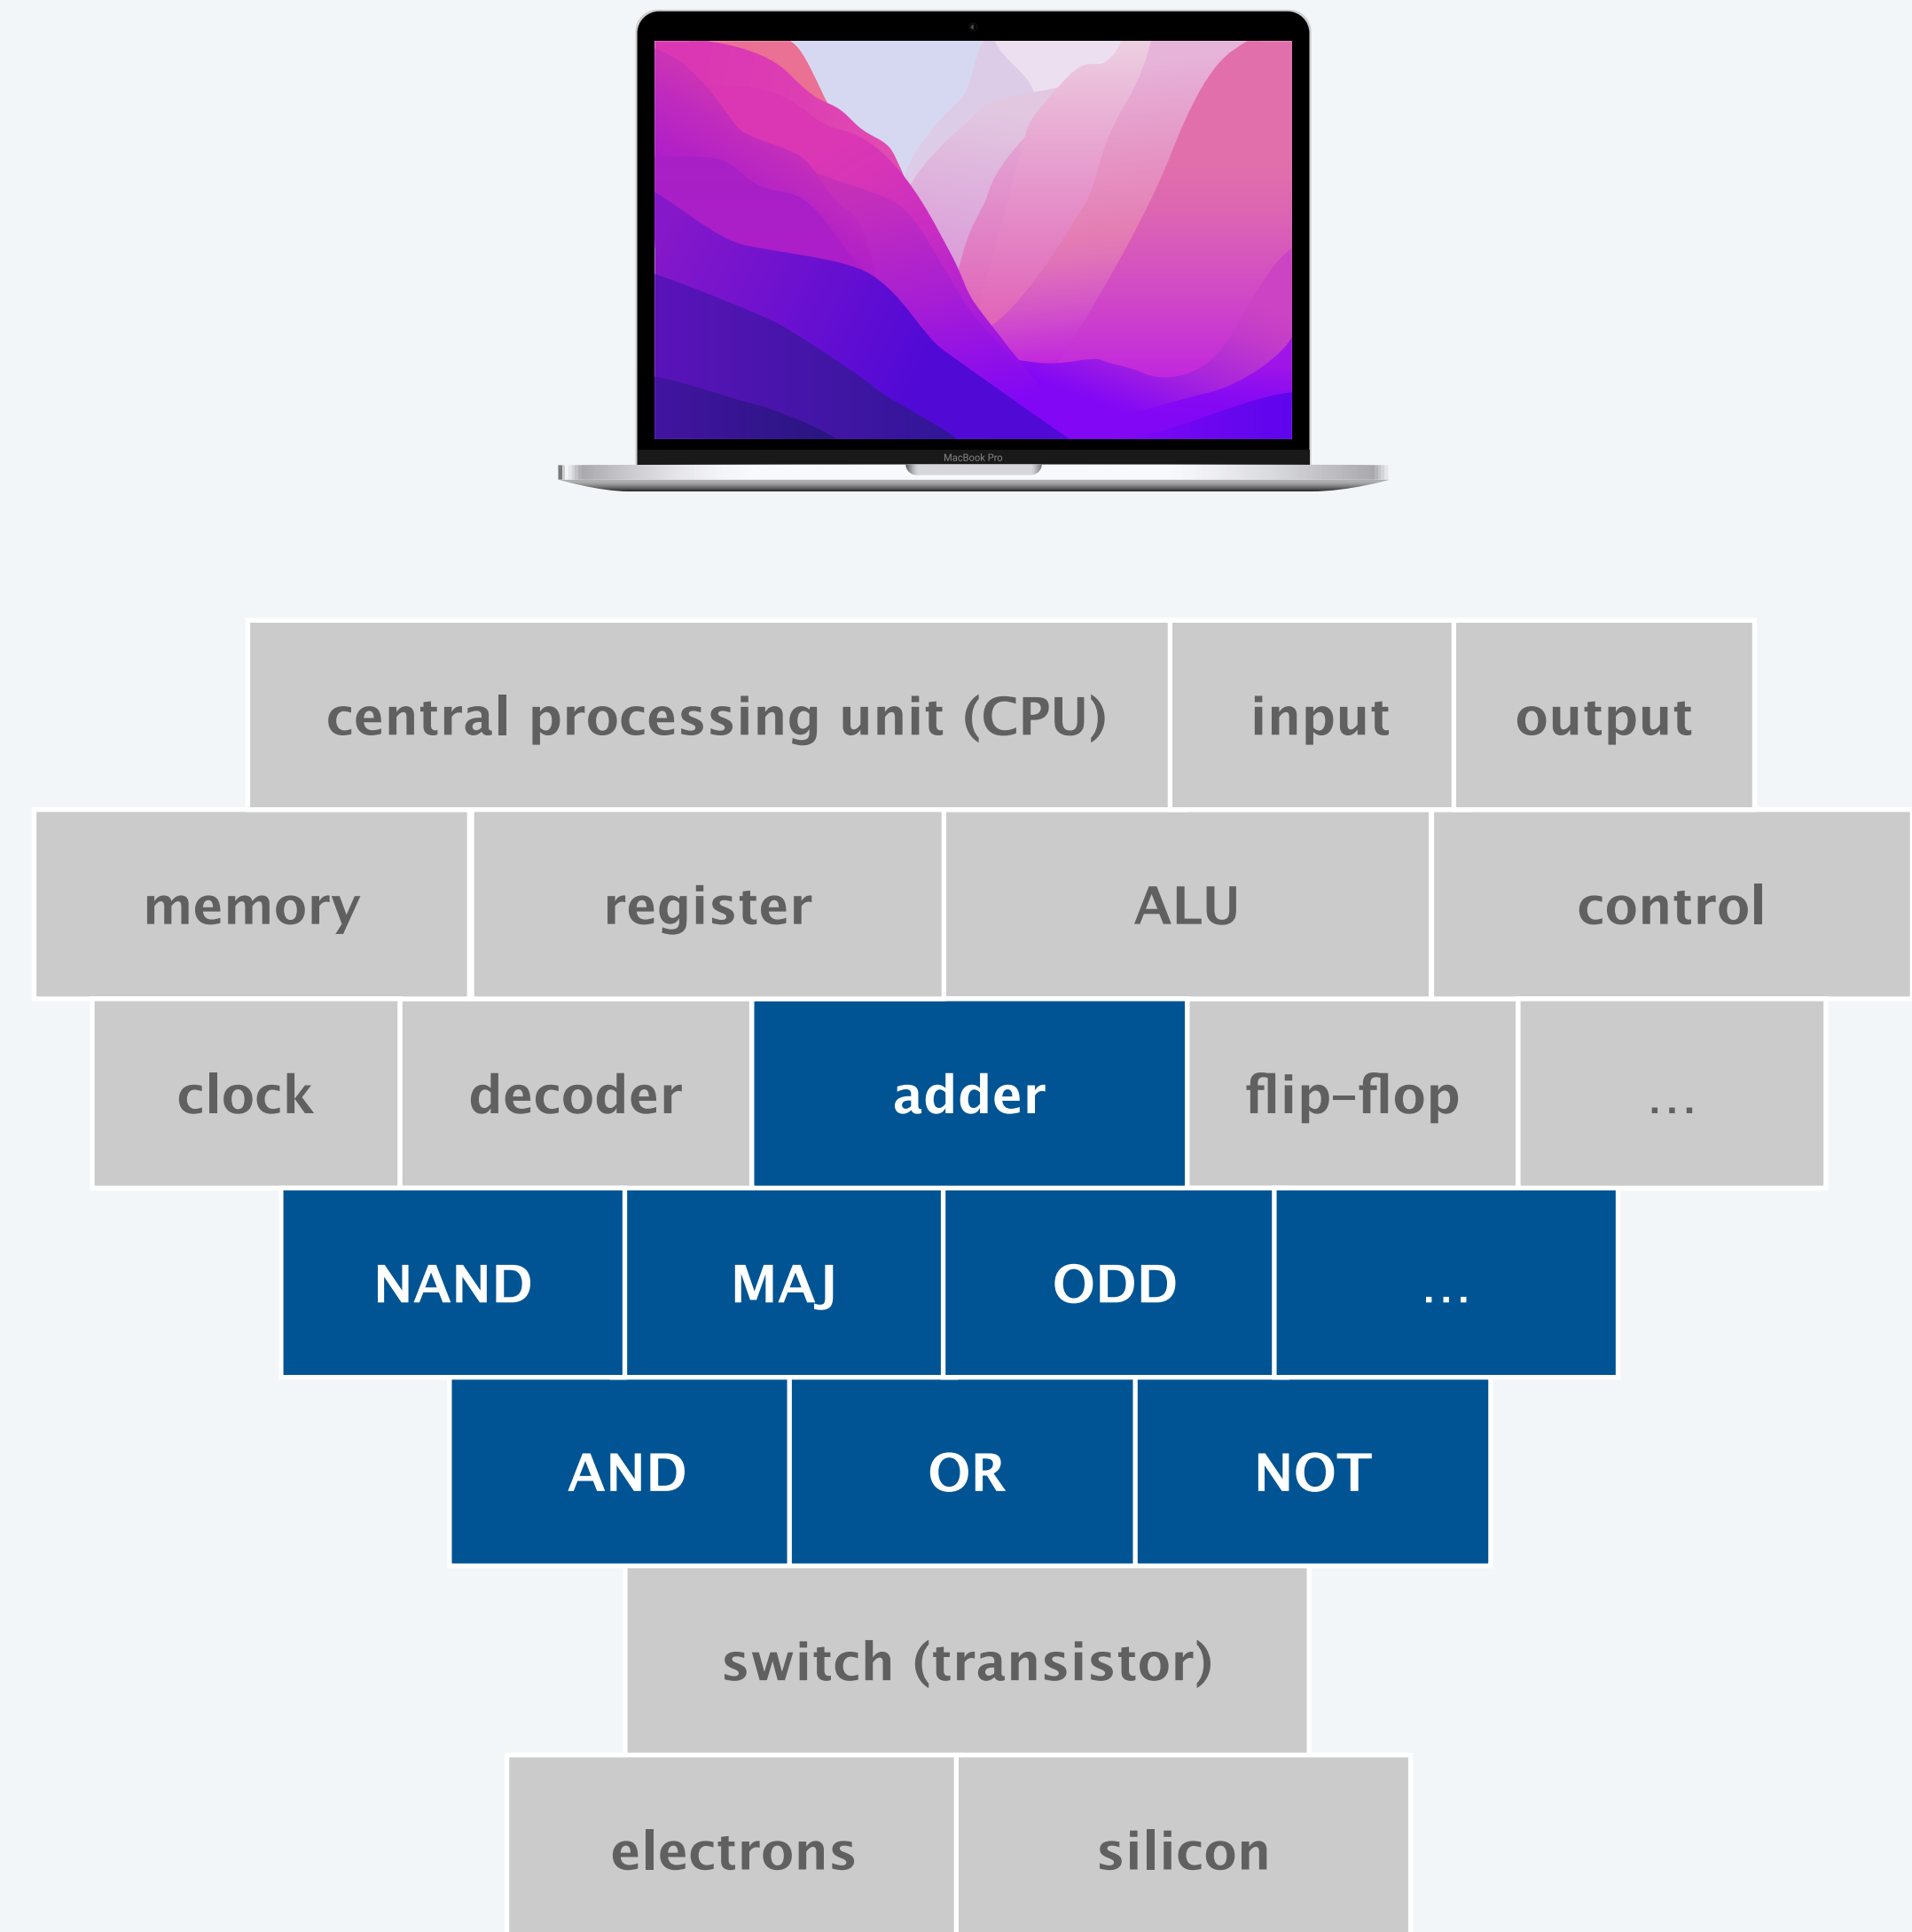 MacBook Pro
central processing unit (CPU) input output
memory register ALU control
clock decoder adder flip–flop ...
NAND MAJ ODD ...
AND OR NOT
switch (transistor)
electrons silicon